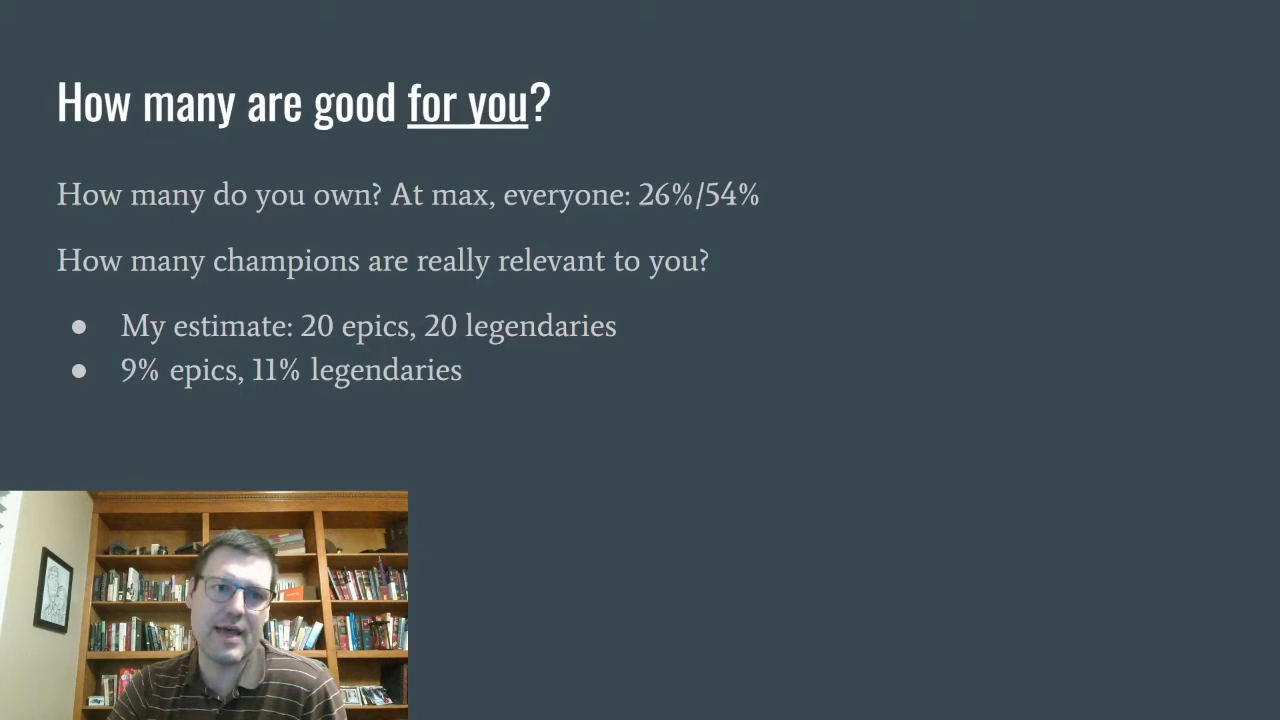 How many are good for you?
How many do you own? At max, everyone: 26%/54%
How many champions are really relevant to you?
● My estimate: 20 epics, 20 legendaries
● 9% epics, 11% legendaries